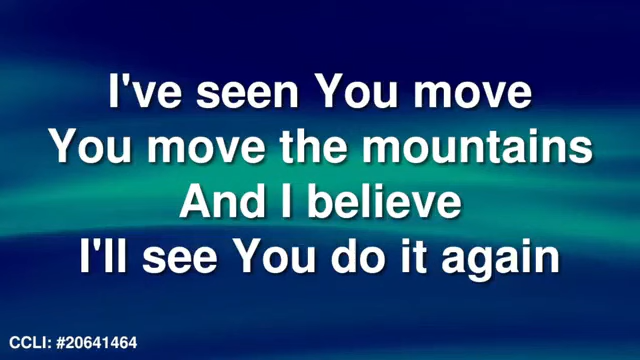 I've seen You move
You move the mountains
And I believe
I'll see You do it again
CCLI: #20641464